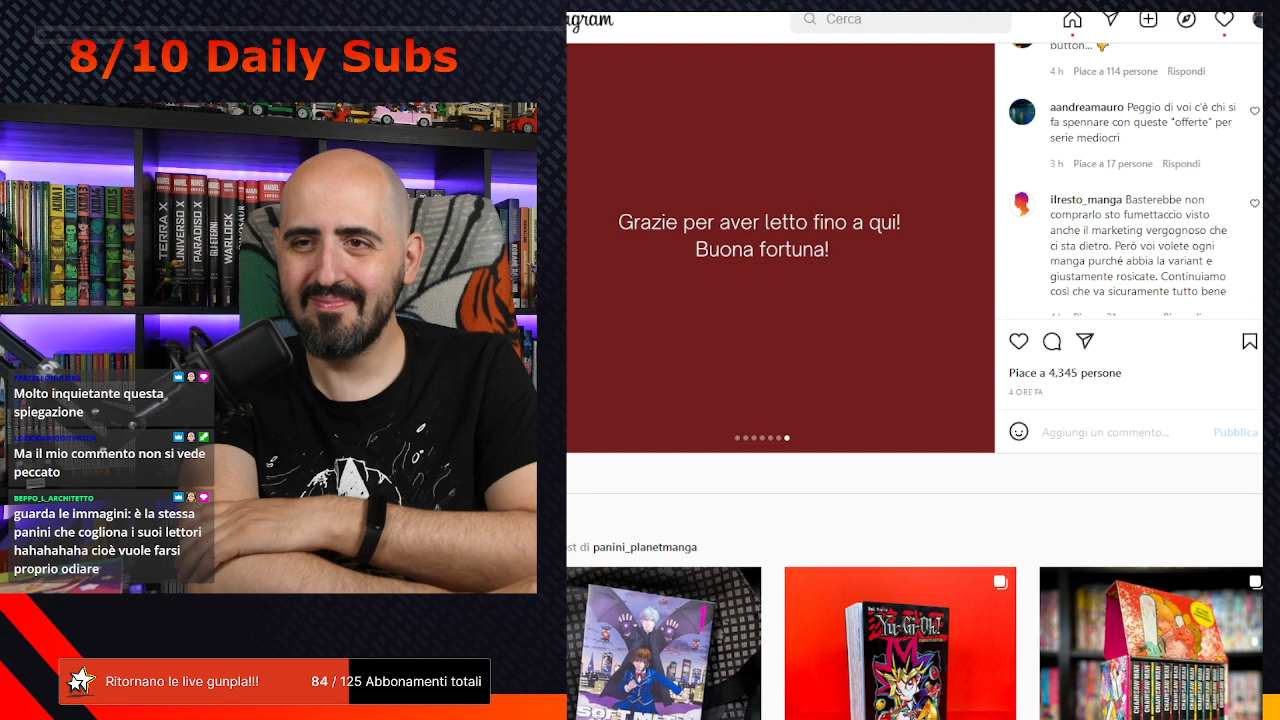 8/10 Daily Subs
TERRA X
UNIVERSO X
PARADISO X
GLI ETERNI
WARLOCK
MARVEL
Molto inquietante questa
spiegazione
Ma il mio commento non si vede
peccato
BEPPO_L_ARCHITETTO
guarda le immagini: è la stessa
panini che cogliona i suoi lettori
hahahahaha cioè vuole farsi
proprio odiare
Ritornano le live gunpla!!!
84 / 125 Abbonamenti totali
agram
Cerca
Grazie per aver letto fino a qui!
Buona fortuna!
button...
4 h Piace a 114 persone Rispondi
aandreamauro Peggio di voi c'è chi si
fa spennare con queste "offerte" per
serie mediocri
3 h Piace a 17 persone Rispondi
ilresto_manga Basterebbe non
comprarlo sto fumettaccio visto
anche il marketing vergognoso che
ci sta dietro. Però voi volete ogni
manga purché abbia la variant e
giustamente rosicate. Continuiamo
così che va sicuramente tutto bene
Piace a 4,345 persone
4 ORE FA
Aggiungi un commento... Pubblica
st di panini_planetmanga
Yu-Gi-Oh!
CHAINSAW MAN